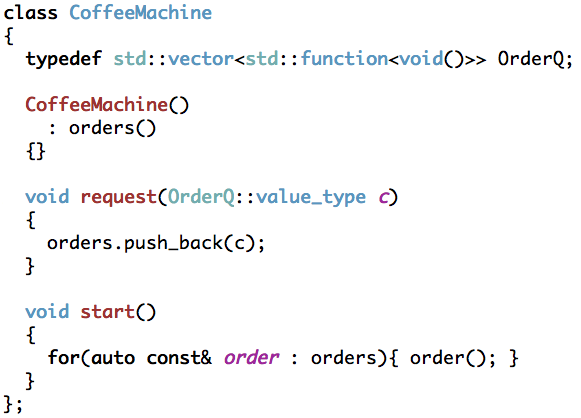 class CoffeeMachine
{
  typedef std::vector<std::function<void()>> OrderQ;

  CoffeeMachine()
    : orders()
  {}

  void request(OrderQ::value_type c)
  {
    orders.push_back(c);
  }

  void start()
  {
    for(auto const& order : orders){ order(); }
  }
};